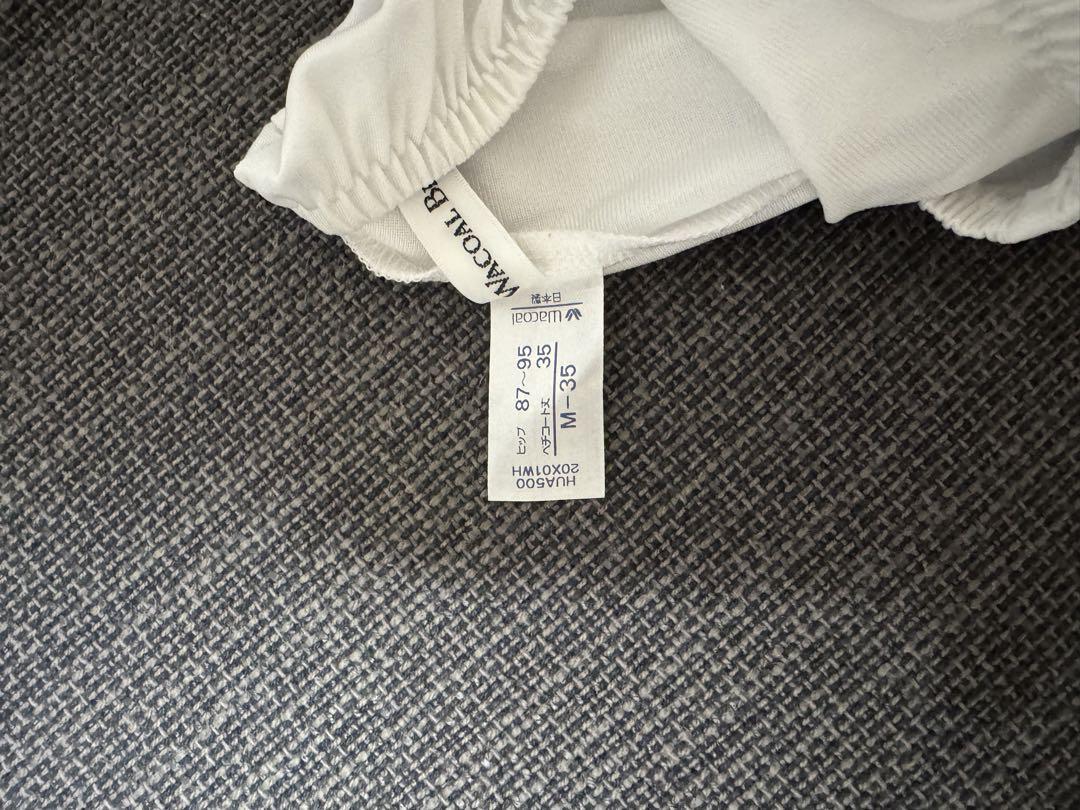 WACOAL
Wacoal
日本製
ヒップ 87〜95
ペチコート丈 35
M－35
HUA500
20X01WH